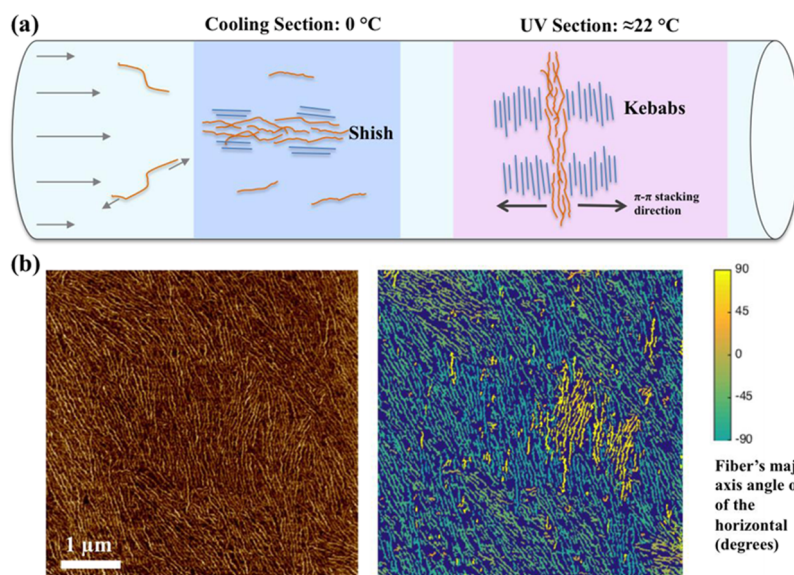 (a)
Cooling Section: 0 °C
UV Section: ≈22 °C
Shish
Kebabs
π-π stacking
direction
(b)
1 μm
90
45
0
-45
-90
Fiber's maj
axis angle o
of the
horizontal
(degrees)